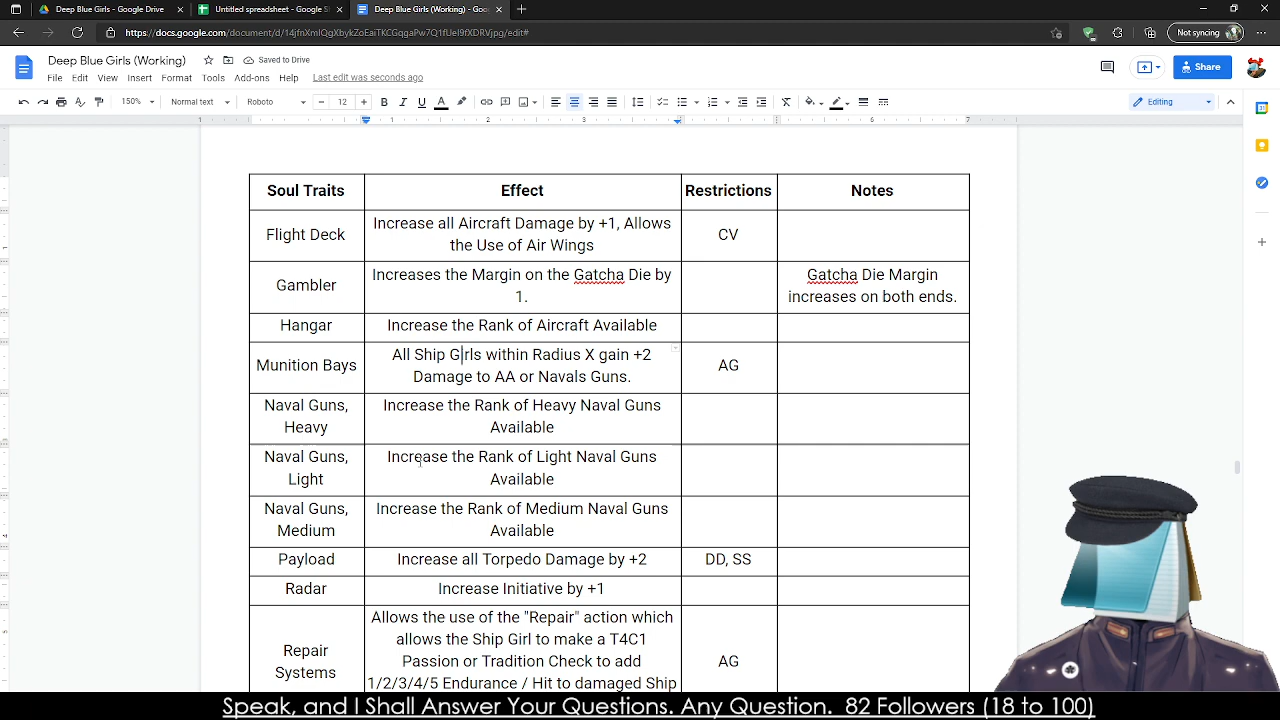 Deep Blue Girls - Google Drive
Untitled spreadsheet - Google S
Deep Blue Girls (Working) - Goo
https://docs.google.com/document/d/14jfnXmIQgXbykZoEaiTKCGqgaPw7Q1fUeI9fXDRVjpg/edit#
Not syncing
Deep Blue Girls (Working)
Saved to Drive
File Edit View Insert Format Tools Add-ons Help Last edit was seconds ago
Share
150% Normal text Roboto 12 B I U A
Editing
1 1 2 3 6 7
Soul Traits Effect Restrictions Notes
Flight Deck Increase all Aircraft Damage by +1, Allows
the Use of Air Wings CV
Gambler Increases the Margin on the Gatcha Die by
1.
Gatcha Die Margin
increases on both ends.
Hangar Increase the Rank of Aircraft Available
Munition Bays All Ship Girls within Radius X gain +2
Damage to AA or Navals Guns. AG
Naval Guns,
Heavy
Increase the Rank of Heavy Naval Guns
Available
Naval Guns,
Light
Increase the Rank of Light Naval Guns
Available
Naval Guns,
Medium
Increase the Rank of Medium Naval Guns
Available
Payload Increase all Torpedo Damage by +2 DD, SS
Radar Increase Initiative by +1
Repair
Systems
Allows the use of the "Repair" action which
allows the Ship Girl to make a T4C1
Passion or Tradition Check to add
1/2/3/4/5 Endurance / Hit to damaged Ship
AG
Speak, and I Shall Answer Your Questions. Any Question. 82 Followers (18 to 100)